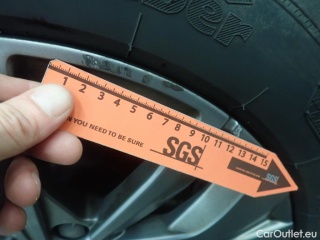 1 2 3 4 5 6 7 8 9 10 11 12 13 14 15
YOU NEED TO BE SURE
SGS
CarOutlet.eu